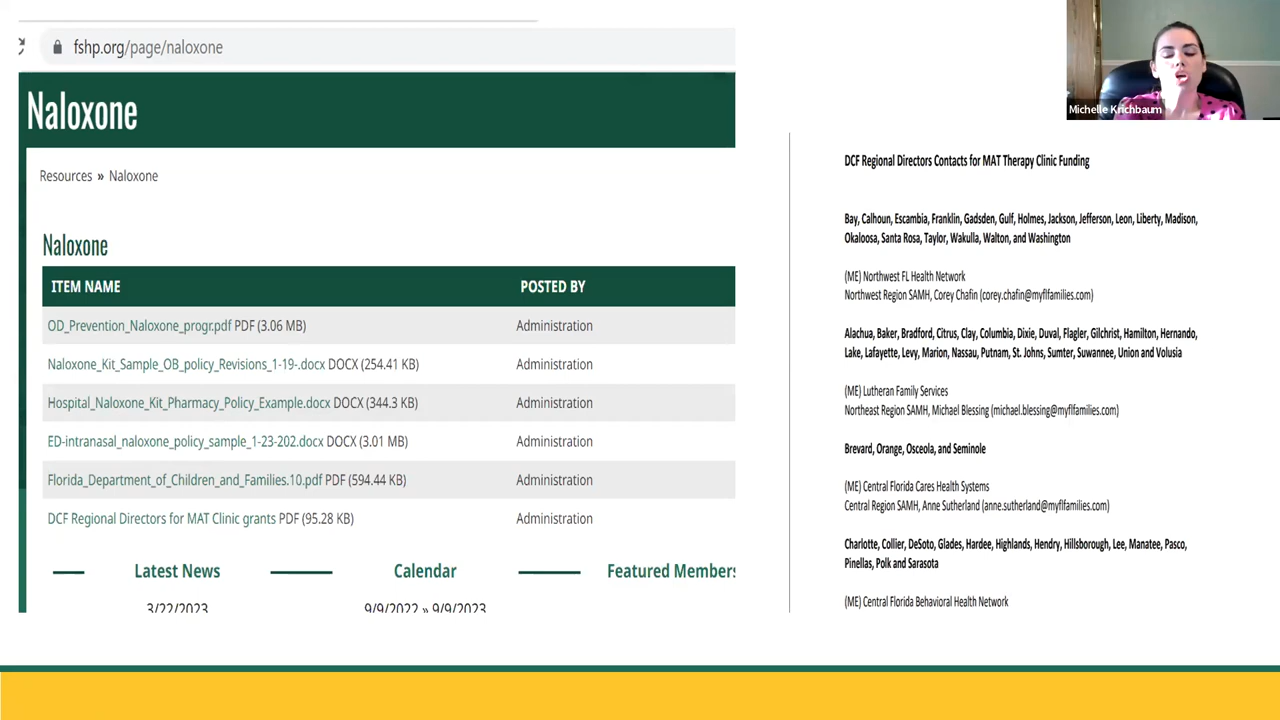 fshp.org/page/naloxone
Naloxone
Resources » Naloxone
Naloxone
ITEM NAME POSTED BY
OD_Prevention_Naloxone_progr.pdf PDF (3.06 MB) Administration
Naloxone_Kit_Sample_OB_policy_Revisions_1-19-.docx DOCX (254.41 KB) Administration
Hospital_Naloxone_Kit_Pharmacy_Policy_Example.docx DOCX (344.3 KB) Administration
ED-intranasal_naloxone_policy_sample_1-23-202.docx DOCX (3.01 MB) Administration
Florida_Department_of_Children_and_Families.10.pdf PDF (594.44 KB) Administration
DCF Regional Directors for MAT Clinic grants PDF (95.28 KB) Administration
Latest News Calendar Featured Members
3/22/2023 9/9/2022 » 9/9/2023
Michelle Krichbaum
DCF Regional Directors Contacts for MAT Therapy Clinic Funding
Bay, Calhoun, Escambia, Franklin, Gadsden, Gulf, Holmes, Jackson, Jefferson, Leon, Liberty, Madison,
Okaloosa, Santa Rosa, Taylor, Wakulla, Walton, and Washington
(ME) Northwest FL Health Network
Northwest Region SAMH, Corey Chafin (corey.chafin@myflfamilies.com)
Alachua, Baker, Bradford, Citrus, Clay, Columbia, Dixie, Duval, Flagler, Gilchrist, Hamilton, Hernando,
Lake, Lafayette, Levy, Marion, Nassau, Putnam, St. Johns, Sumter, Suwannee, Union and Volusia
(ME) Lutheran Family Services
Northeast Region SAMH, Michael Blessing (michael.blessing@myflfamilies.com)
Brevard, Orange, Osceola, and Seminole
(ME) Central Florida Cares Health Systems
Central Region SAMH, Anne Sutherland (anne.sutherland@myflfamilies.com)
Charlotte, Collier, DeSoto, Glades, Hardee, Highlands, Hendry, Hillsborough, Lee, Manatee, Pasco,
Pinellas, Polk and Sarasota
(ME) Central Florida Behavioral Health Network